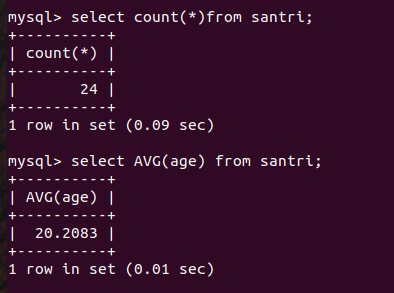 mysql> select count(*)from santri;
+----------+
| count(*) |
+----------+
|       24 |
+----------+
1 row in set (0.09 sec)
mysql> select AVG(age) from santri;
+----------+
| AVG(age) |
+----------+
|  20.2083 |
+----------+
1 row in set (0.01 sec)